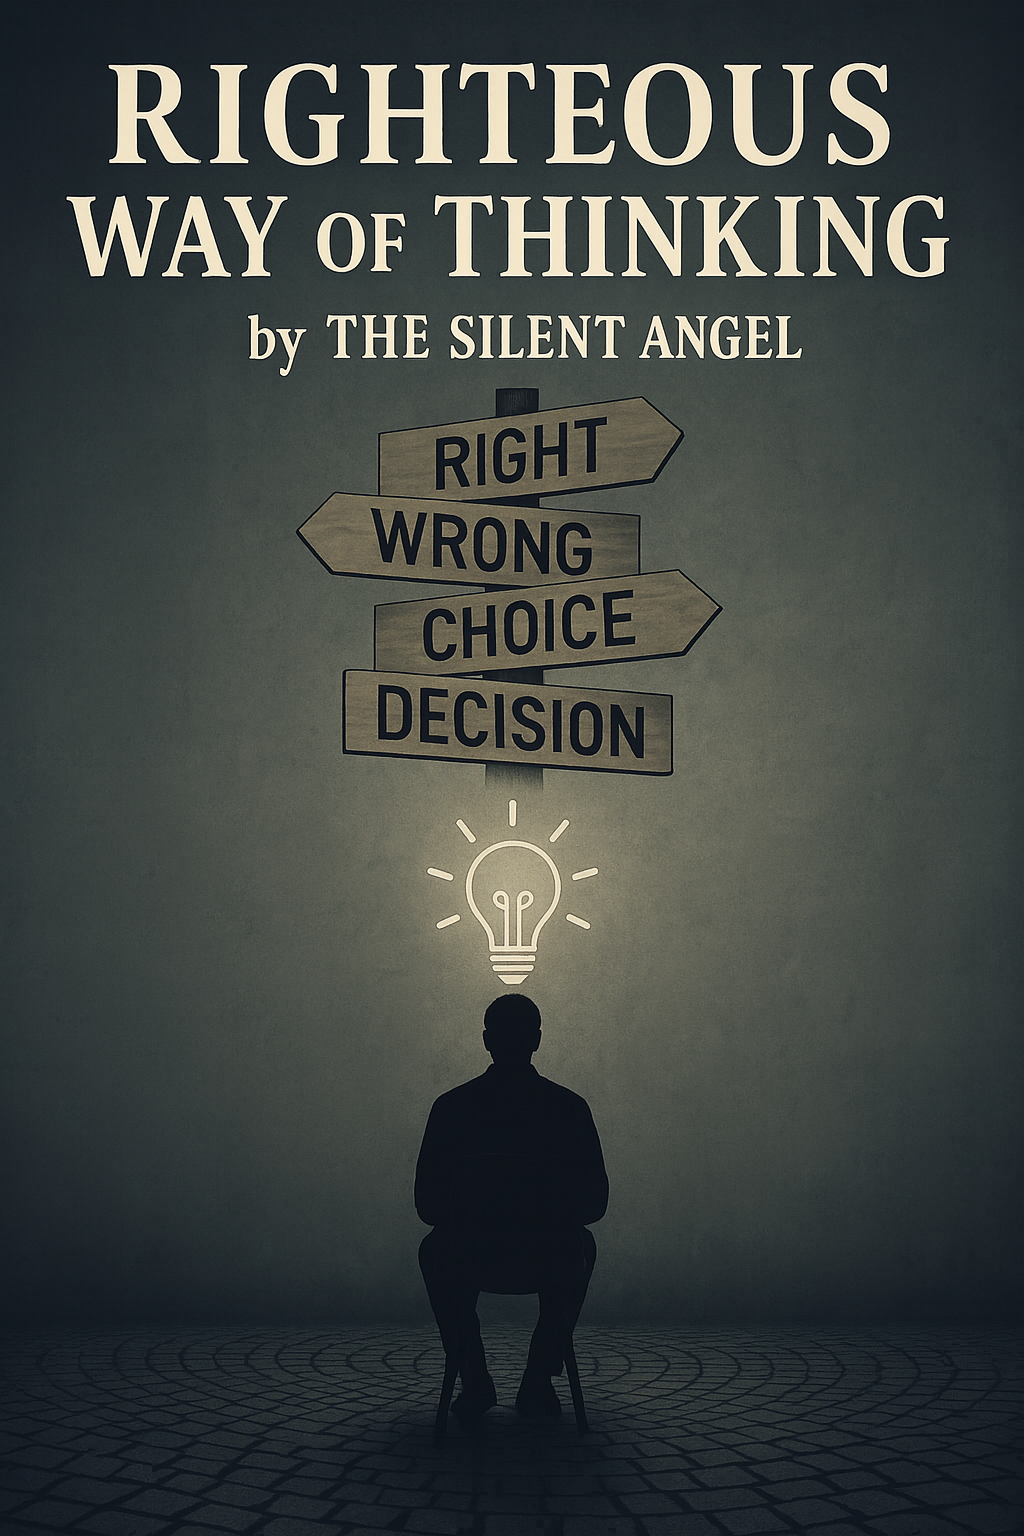 RIGHTEOUS
WAY OF THINKING
by THE SILENT ANGEL
RIGHT
WRONG
CHOICE
DECISION